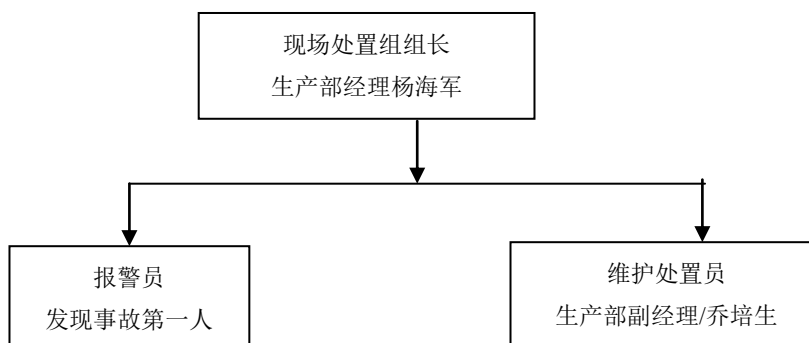 现场处置组组长
生产部经理杨海军
报警员
发现事故第一人
维护处置员
生产部副经理/乔培生